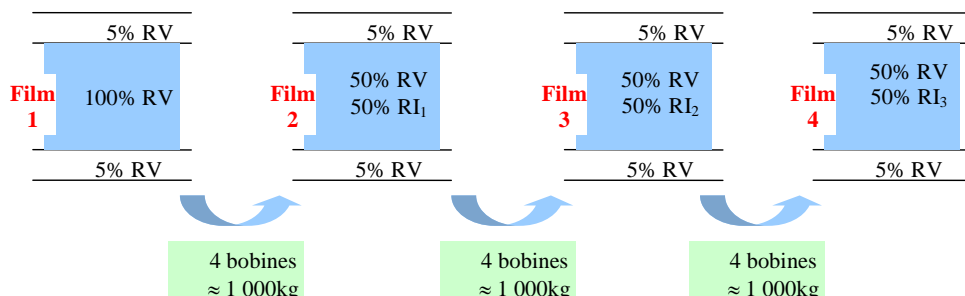 5% RV
5% RV
5% RV
5% RV
Film
1
100% RV
Film
2
50% RV
50% RI₁
Film
3
50% RV
50% RI₂
Film
4
50% RV
50% RI₃
5% RV
5% RV
5% RV
5% RV
4 bobines
≈ 1 000kg
4 bobines
≈ 1 000kg
4 bobines
≈ 1 000kg